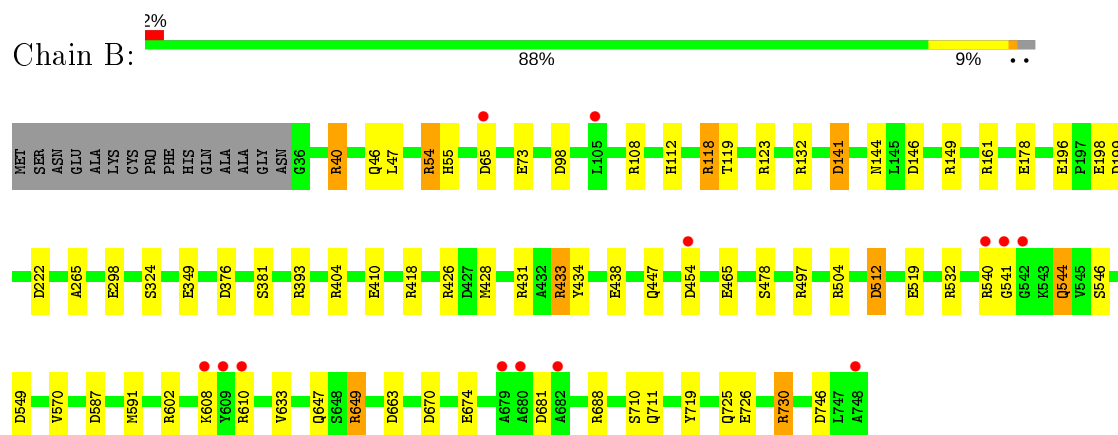 2%
Chain B:
88% 9%
MET SER ASN GLU ALA LYS CYS PRO PHE HIS GLN ALA ALA GLY ASN G36 R40 Q46 L47 R54 H55 D65 E73 D98 L105 R108 H112 R118 T119 R123 R132 D141 N144 L145 D146 R149 R161 E178 E196 P197 E198
D222 A265 E298 S324 E349 D376 S381 R393 R404 E410 R418 R426 D427 M428 R431 A432 R433 Y434 E438 Q447 D454 E465 S478 R497 R504 D512 E519 R532 R540 G541 G542 K543 Q544 V545 S546
D549 V570 D587 M591 R602 K608 Y609 R610 V633 Q647 S648 R649 D663 D670 E674 A679 A680 D681 A682 R688 S710 Q711 Y719 Q725 E726 R730 D746 L747 A748